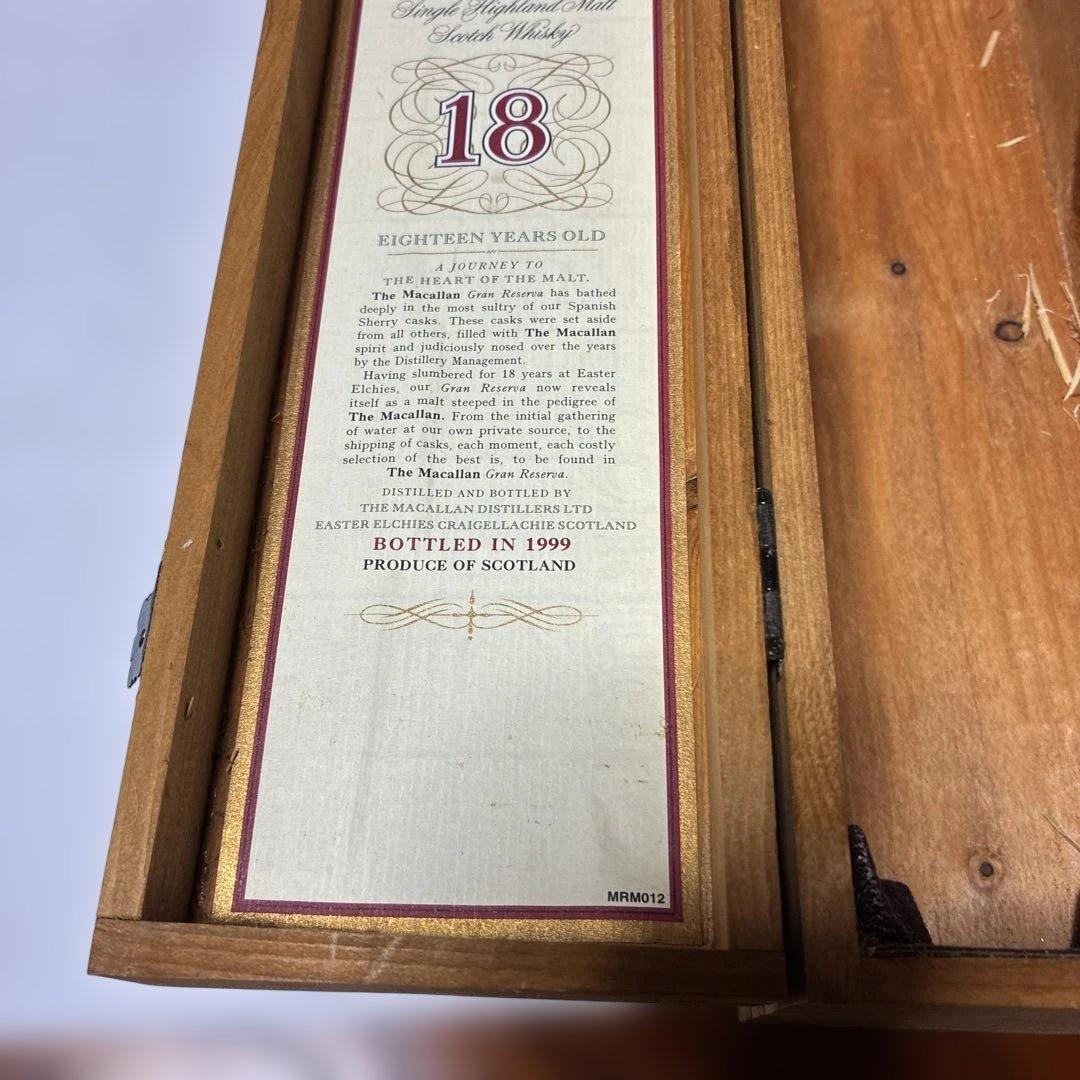 Single Highland Malt
Scotch Whisky
18
EIGHTEEN YEARS OLD
A JOURNEY TO
THE HEART OF THE MALT.
The Macallan Gran Reserva has bathed
deeply in the most sultry of our Spanish
Sherry casks. These casks were set aside
from all others, filled with The Macallan
spirit and judiciously nosed over the years
by the Distillery Management.
Having slumbered for 18 years at Easter
Elchies, our Gran Reserva now reveals
itself as a malt steeped in the pedigree of
The Macallan. From the initial gathering
of water at our own private source, to the
shipping of casks, each moment, each costly
selection of the best is, to be found in
The Macallan Gran Reserva.
DISTILLED AND BOTTLED BY
THE MACALLAN DISTILLERS LTD
EASTER ELCHIES CRAIGELLACHIE SCOTLAND
BOTTLED IN 1999
PRODUCE OF SCOTLAND
MRM012